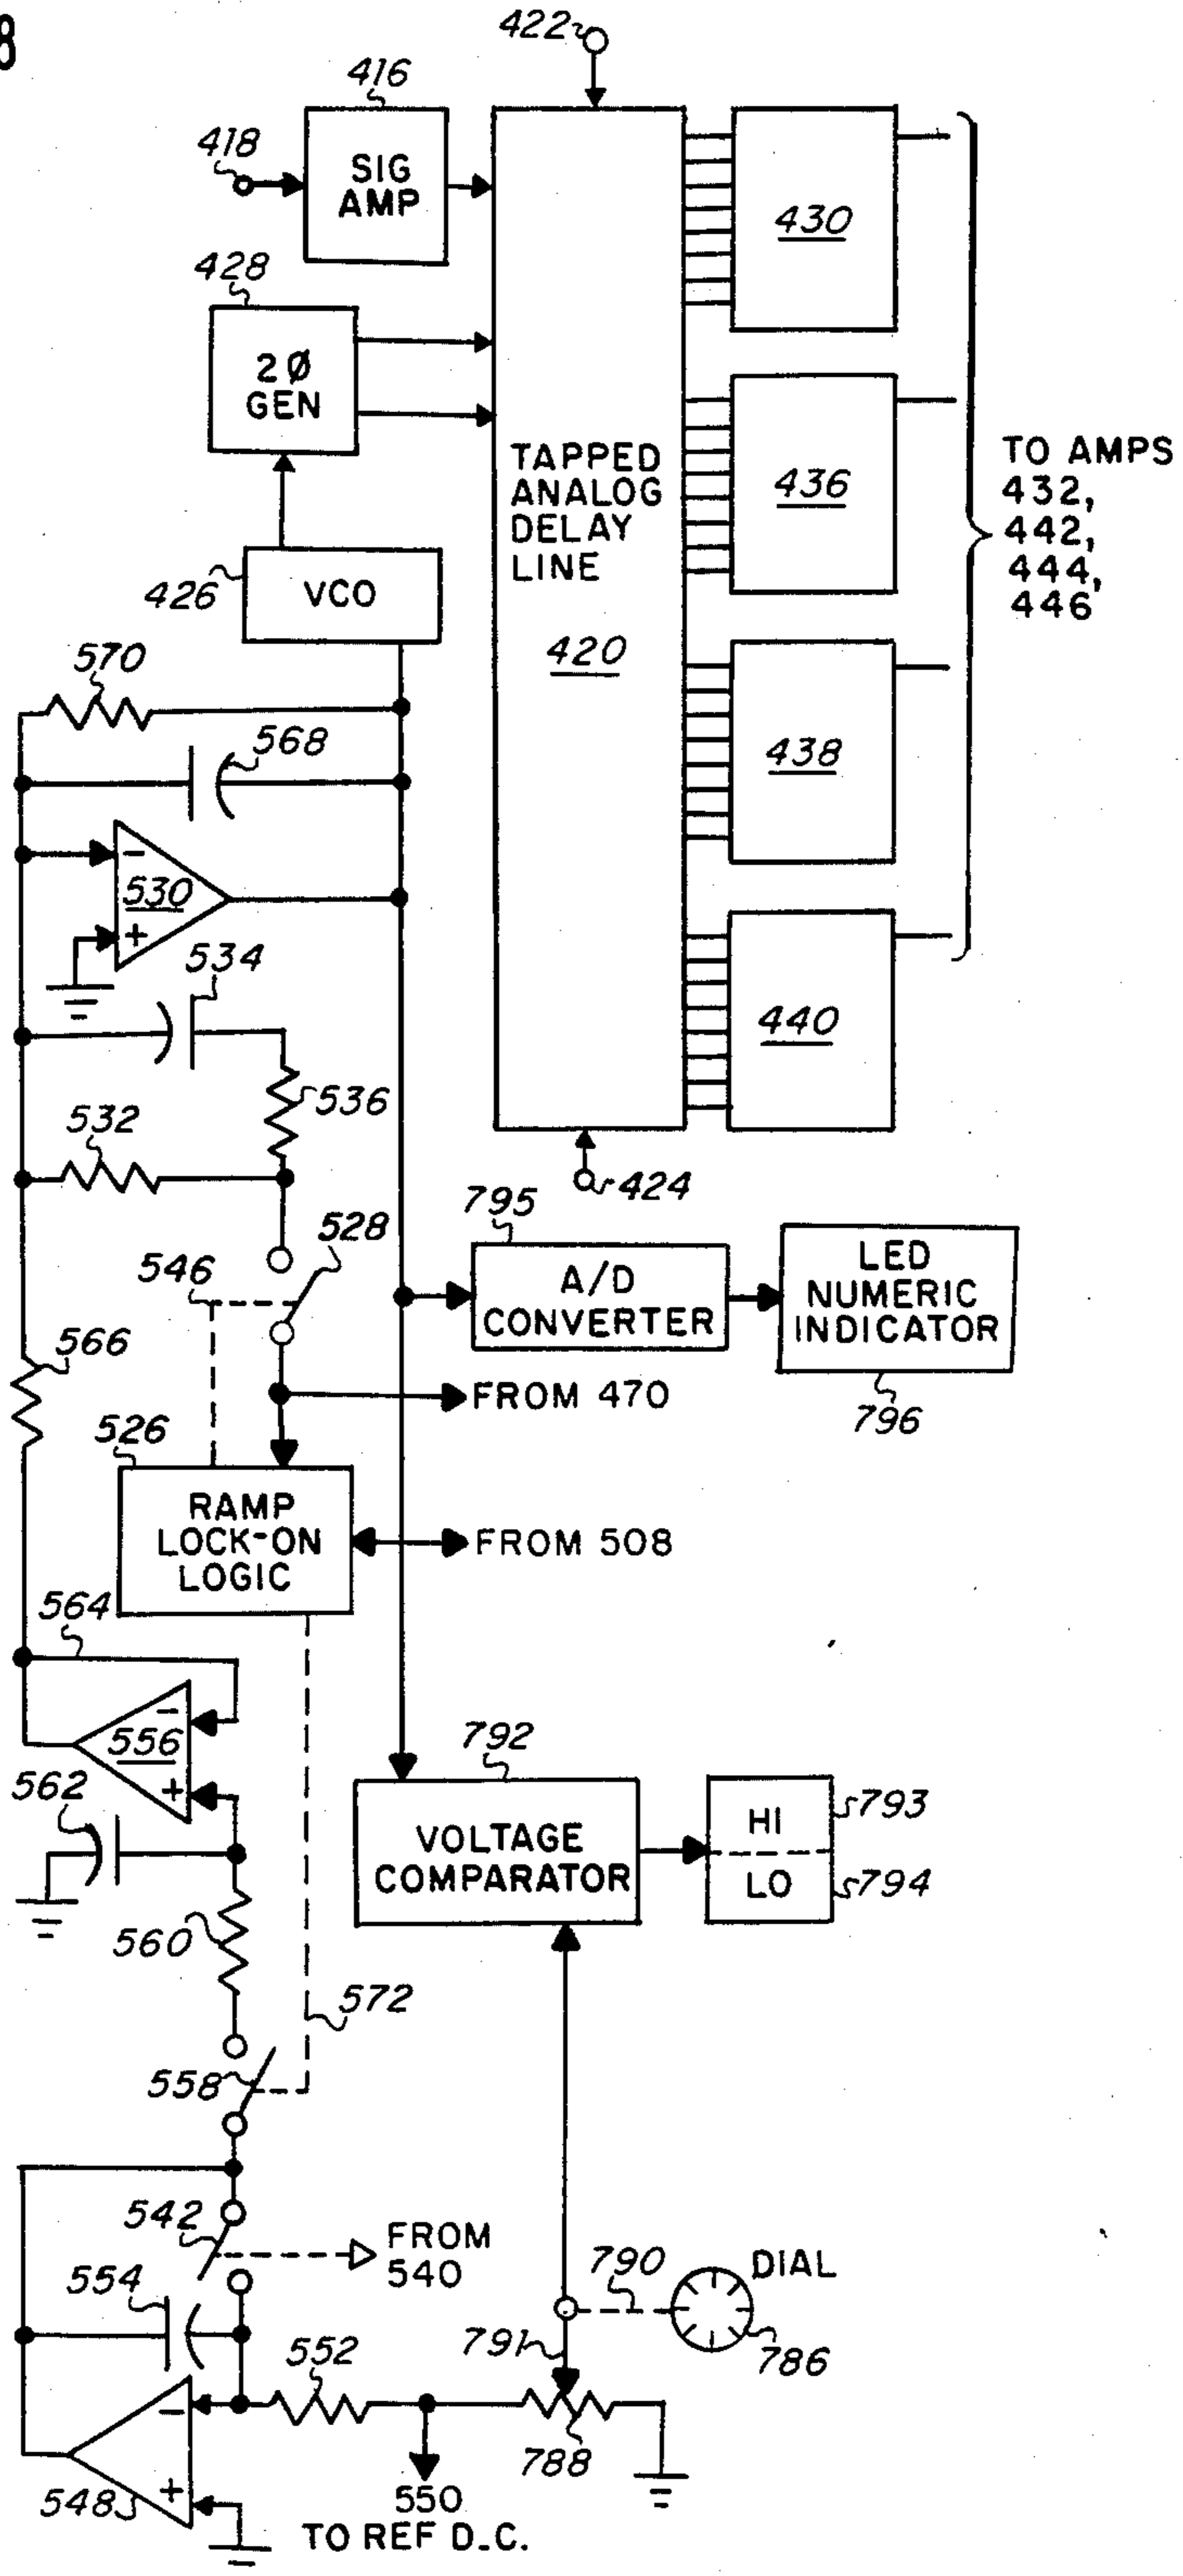 8
422
416
418
SIG
AMP
430
428
2Ø
GEN
TAPPED
ANALOG
DELAY
LINE
436
TO AMPS
432,
442,
444,
446
426
VCO
420
570
568
438
530
-
+
534
440
536
532
424
795
528
546
A/D
CONVERTER
LED
NUMERIC
INDICATOR
566
FROM 470
796
526
RAMP
LOCK-ON
LOGIC
FROM 508
564
-
556
+
792
562
VOLTAGE
COMPARATOR
HI
793
LO
794
560
572
558
542
FROM
540
790
DIAL
554
791
552
786
-
788
+
548
550
TO REF D.C.